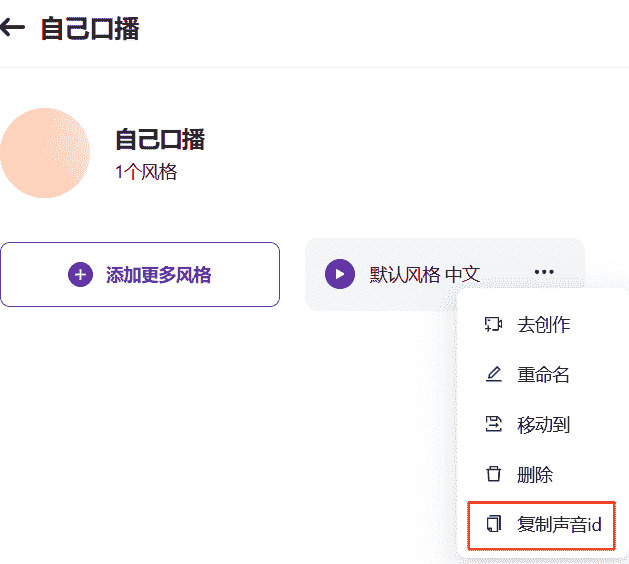 自己口播
自己口播
1个风格
添加更多风格
默认风格 中文
去创作
重命名
移动到
删除
复制声音id